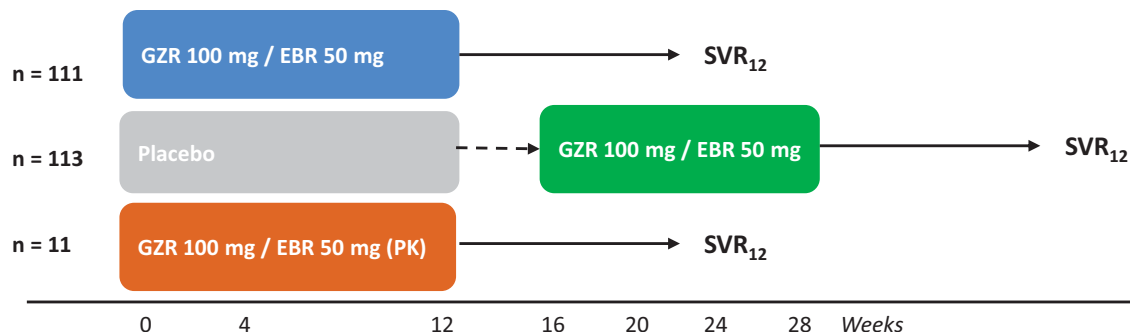 n = 111
GZR 100 mg / EBR 50 mg
SVR₁₂
n = 113
Placebo
GZR 100 mg / EBR 50 mg
SVR₁₂
n = 11
GZR 100 mg / EBR 50 mg (PK)
SVR₁₂
0 4 12 16 20 24 28 Weeks